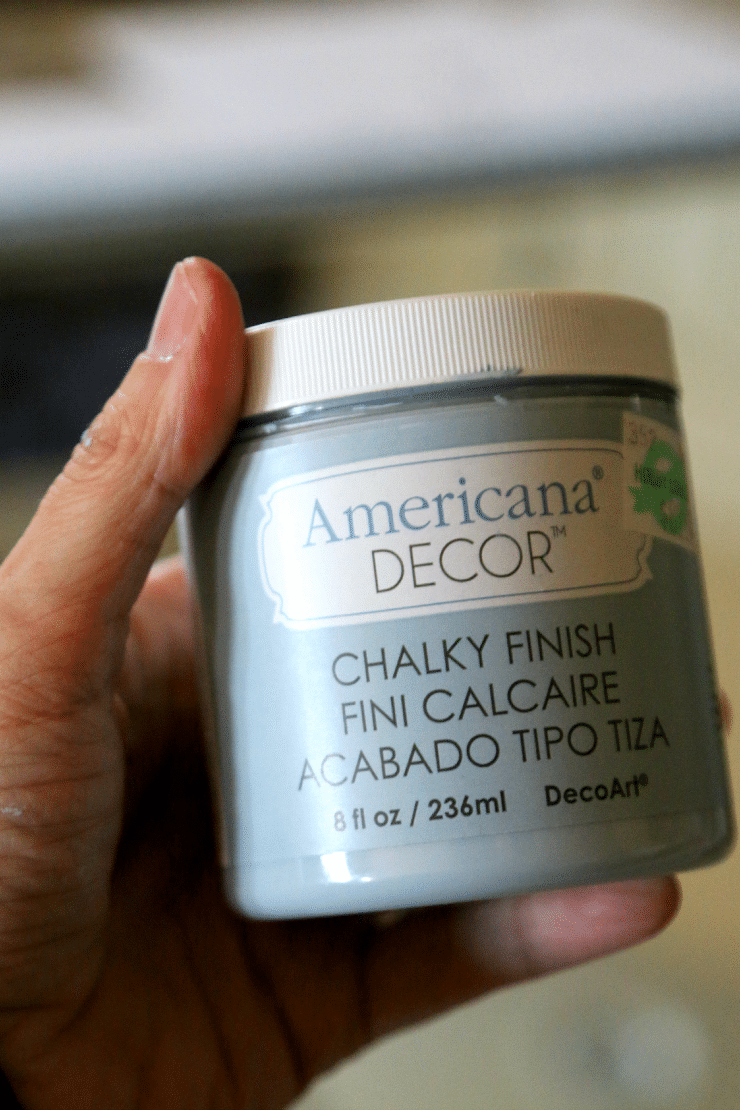 Americana®
DECOR™
CHALKY FINISH
FINI CALCAIRE
ACABADO TIPO TIZA
8 fl oz / 236ml DecoArt®